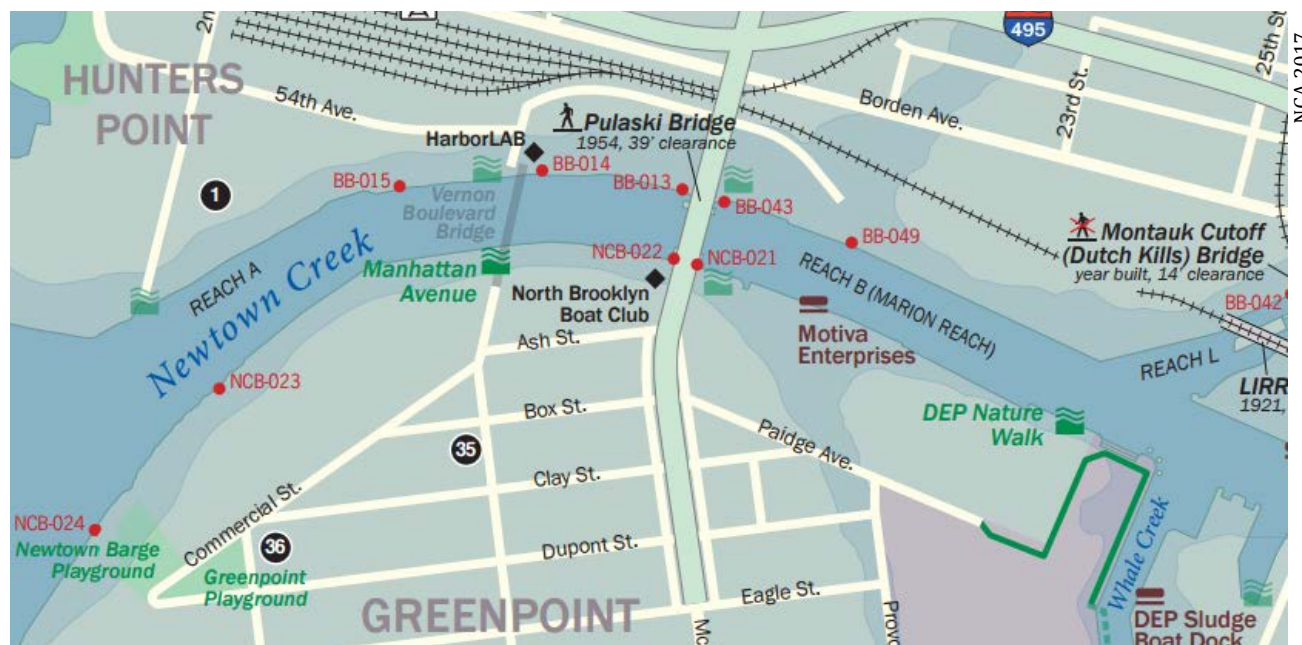 2n
495
25th St.
NCA 2017
HUNTERS
POINT
54th Ave.
Borden Ave.
23rd St.
HarborLAB
Pulaski Bridge
1954, 39' clearance
BB-015
BB-014
BB-013
BB-043
1
Vernon
Boulevard
Bridge
NCB-022
NCB-021
BB-049
Montauk Cutoff
(Dutch Kills) Bridge
year built, 14' clearance
BB-042
REACH A
Newtown Creek
Manhattan
Avenue
North Brooklyn
Boat Club
REACH B (MARION REACH)
Motiva
Enterprises
REACH L
LIRR
1921,
Ash St.
NCB-023
Box St.
DEP Nature
Walk
Paidge Ave.
35
Clay St.
Commercial St.
NCB-024
Newtown Barge
Playground
36
Dupont St.
Greenpoint
Playground
Whale Creek
GREENPOINT
Eagle St.
Mc
Provo
DEP Sludge
Boat Dock